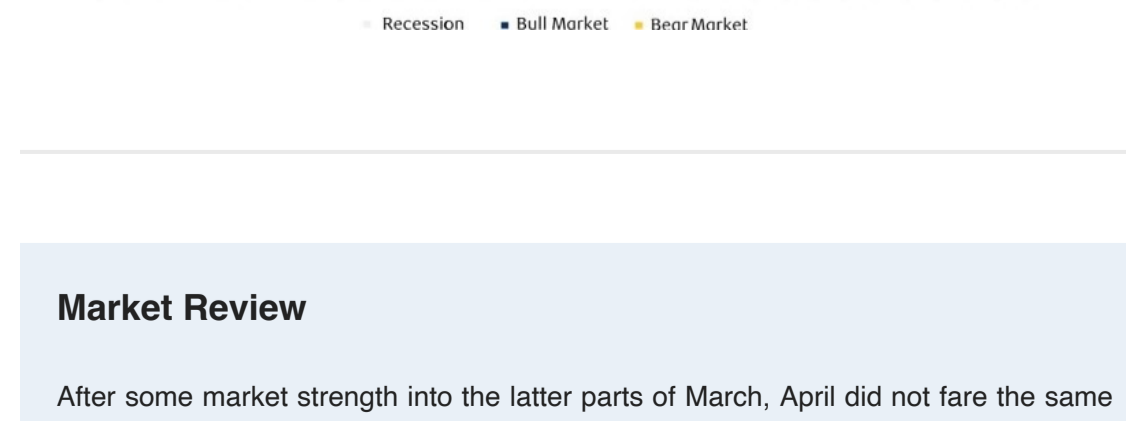 Recession Bull Market Bear Market
Market Review
After some market strength into the latter parts of March, April did not fare the same